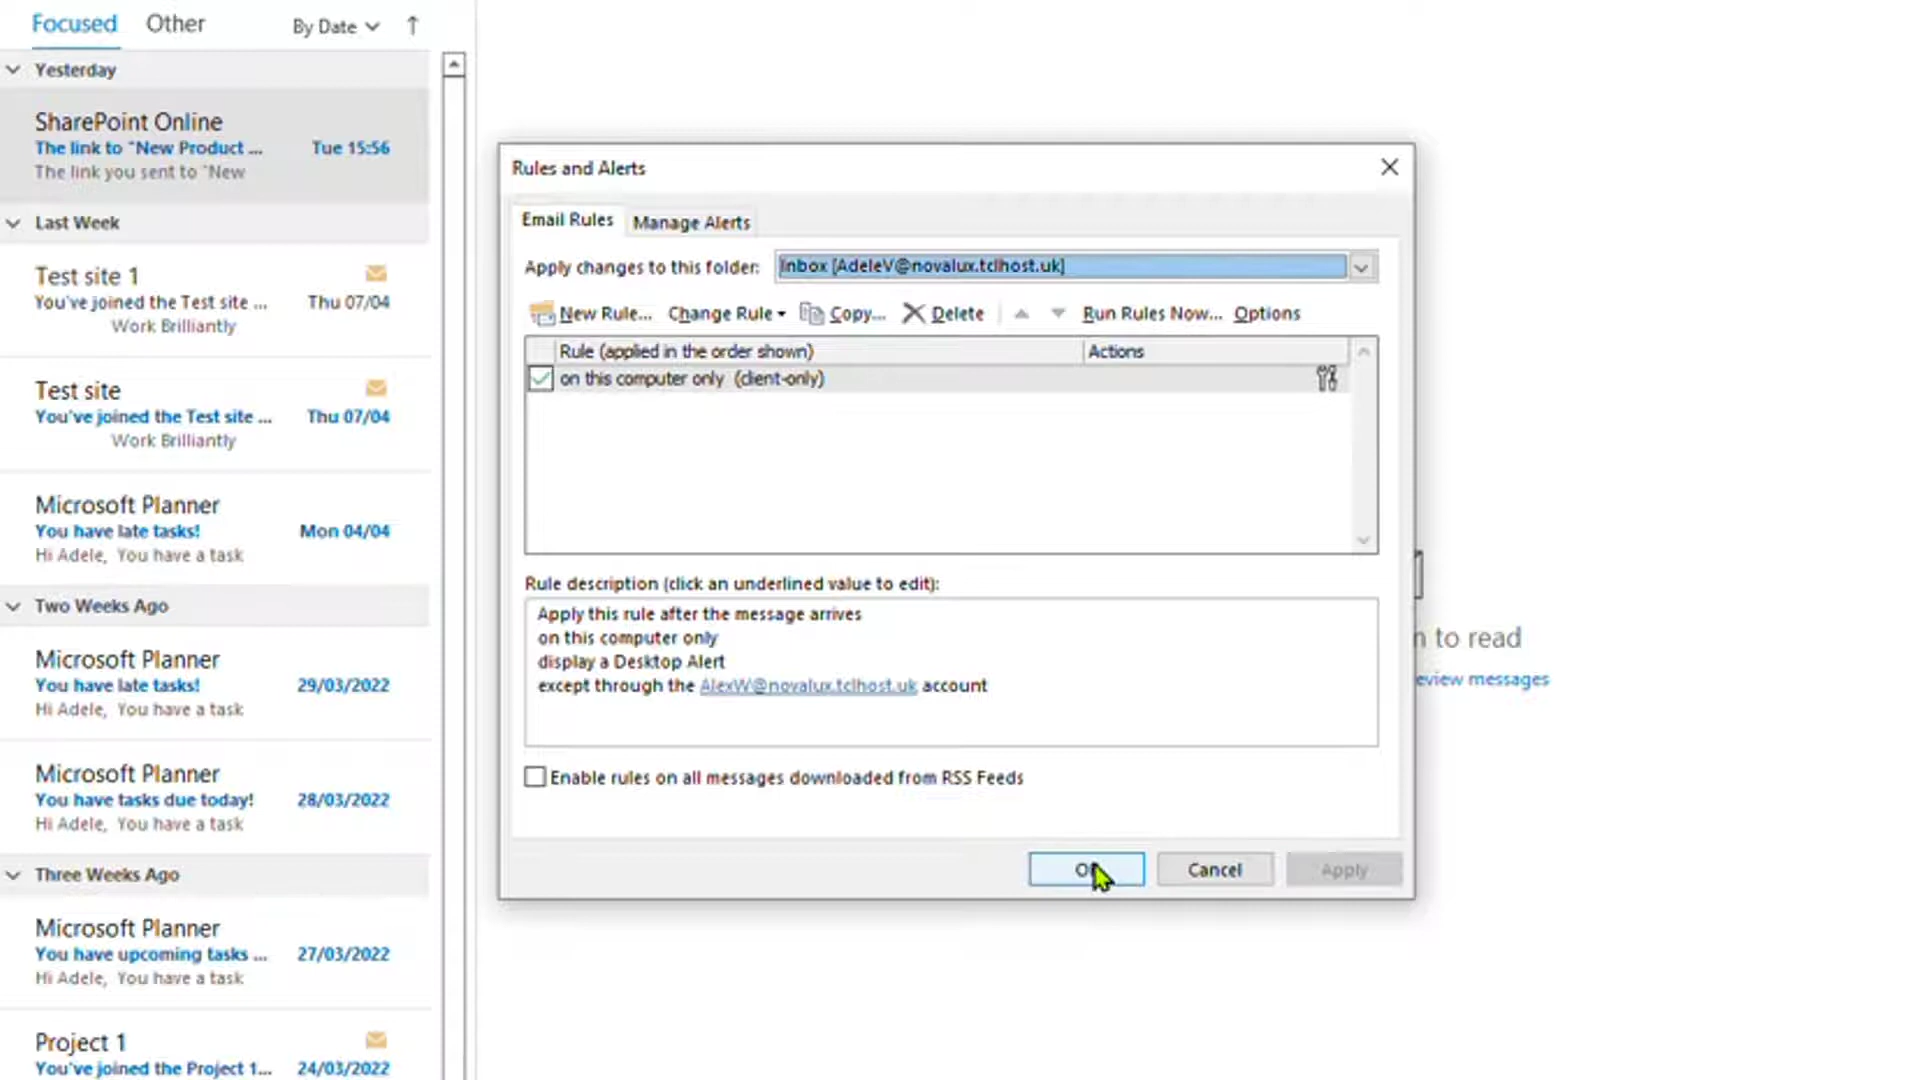 Focused Other By Date
Yesterday
SharePoint Online
The link to "New Product ... Tue 15:56
The link you sent to "New
Last Week
Test site 1
You've joined the Test site ... Thu 07/04
Work Brilliantly
Test site
You've joined the Test site ... Thu 07/04
Work Brilliantly
Microsoft Planner
You have late tasks! Mon 04/04
Hi Adele, You have a task
Two Weeks Ago
Microsoft Planner
You have late tasks! 29/03/2022
Hi Adele, You have a task
Microsoft Planner
You have tasks due today! 28/03/2022
Hi Adele, You have a task
Three Weeks Ago
Microsoft Planner
You have upcoming tasks ... 27/03/2022
Hi Adele, You have a task
Project 1
You've joined the Project 1... 24/03/2022
Rules and Alerts
Email Rules Manage Alerts
Apply changes to this folder: Inbox [AdeleV@novalux.tclhost.uk]
New Rule... Change Rule Copy... Delete Run Rules Now... Options
Rule (applied in the order shown) Actions
on this computer only (client-only)
Rule description (click an underlined value to edit):
Apply this rule after the message arrives
on this computer only
display a Desktop Alert
except through the AlexW@novalux.tclhost.uk account
Enable rules on all messages downloaded from RSS Feeds
Cancel Apply
to read
eview messages